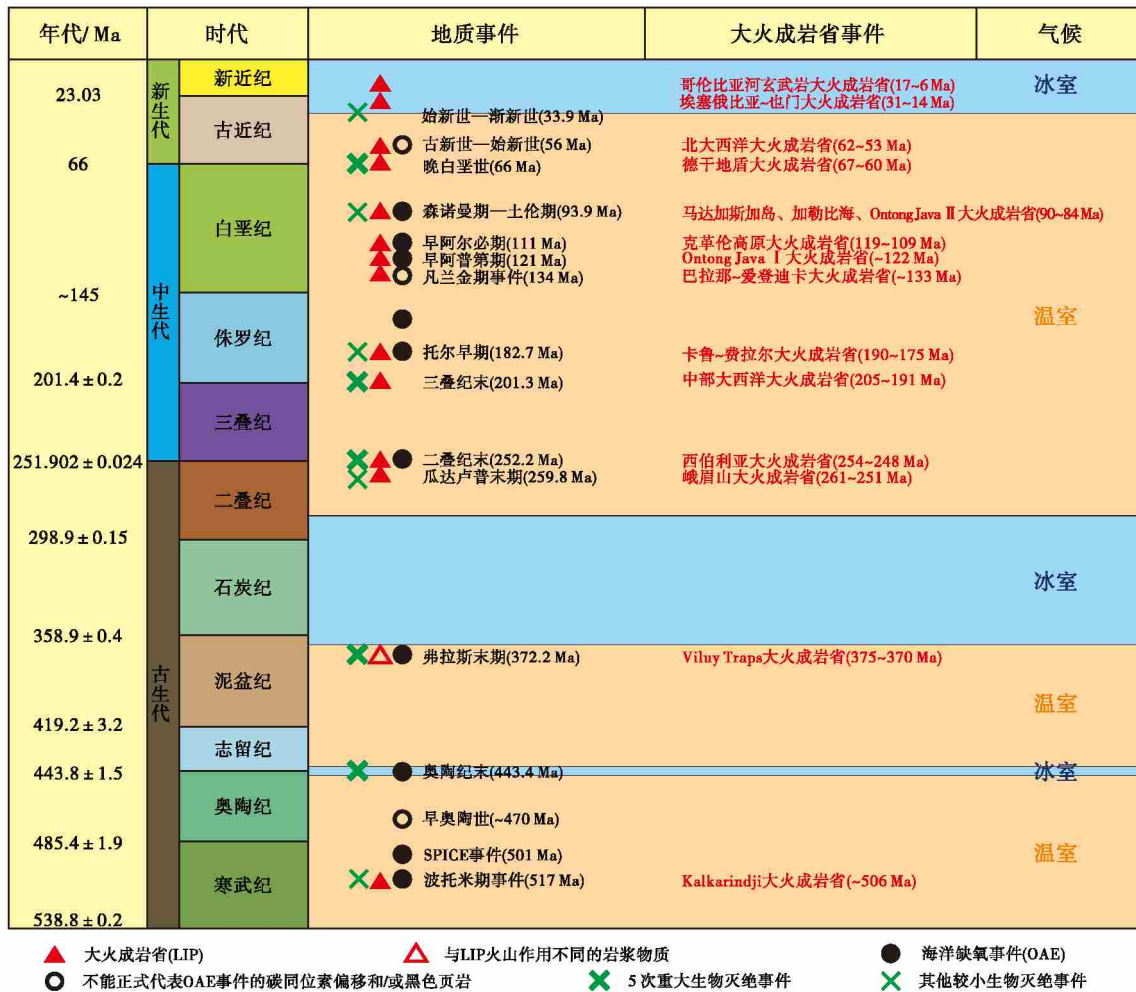 年代/ Ma 时代 地质事件 大火成岩省事件 气候
新生代 新近纪 哥伦比亚河玄武岩大火成岩省(17~6 Ma) 冰室
23.03 埃塞俄比亚~也门大火成岩省(31~14 Ma)
始新世—渐新世(33.9 Ma)
古近纪
古新世—始新世(56 Ma) 北大西洋大火成岩省(62~53 Ma)
66 晚白垩世(66 Ma) 德干地盾大火成岩省(67~60 Ma)
中生代 白垩纪 森诺曼期—土伦期(93.9 Ma) 马达加斯加岛、加勒比海、Ontong Java Ⅱ大火成岩省(90~84 Ma)
早阿尔必期(111 Ma) 克革伦高原大火成岩省(119~109 Ma)
早阿普第期(121 Ma) Ontong Java Ⅰ大火成岩省(~122 Ma)
凡兰金期事件(134 Ma) 巴拉那~爱登迪卡大火成岩省(~133 Ma)
~145 温室
侏罗纪
托尔早期(182.7 Ma) 卡鲁~费拉尔大火成岩省(190~175 Ma)
201.4 ± 0.2 三叠纪末(201.3 Ma) 中部大西洋大火成岩省(205~191 Ma)
三叠纪
251.902 ± 0.024 二叠纪末(252.2 Ma) 西伯利亚大火成岩省(254~248 Ma)
瓜达卢普末期(259.8 Ma) 峨眉山大火成岩省(261~251 Ma)
古生代 二叠纪
298.9 ± 0.15
石炭纪 冰室
358.9 ± 0.4
弗拉斯末期(372.2 Ma) Viluy Traps大火成岩省(375~370 Ma)
泥盆纪 温室
419.2 ± 3.2
志留纪
443.8 ± 1.5 奥陶纪末(443.4 Ma) 冰室
奥陶纪
早奥陶世(~470 Ma)
485.4 ± 1.9 SPICE事件(501 Ma) 温室
寒武纪 波托米期事件(517 Ma) Kalkarindji大火成岩省(~506 Ma)
538.8 ± 0.2
大火成岩省(LIP) 与LIP火山作用不同的岩浆物质 海洋缺氧事件(OAE)
不能正式代表OAE事件的碳同位素偏移和/或黑色页岩 5 次重大生物灭绝事件 其他较小生物灭绝事件